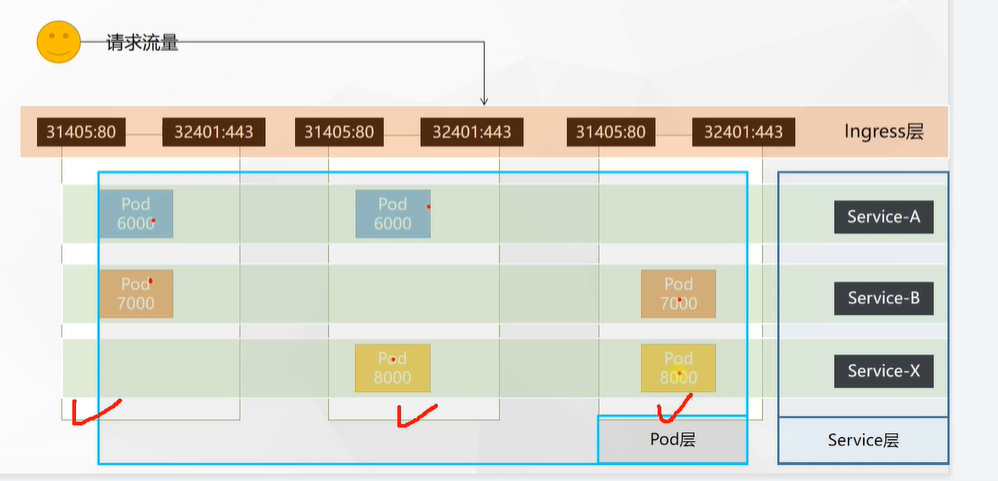 请求流量
31405:80
32401:443
31405:80
32401:443
31405:80
32401:443
Ingress层
Pod
6000
Pod
6000
Service-A
Pod
7000
Pod
7000
Service-B
Pod
8000
Pod
8000
Service-X
Pod层
Service层